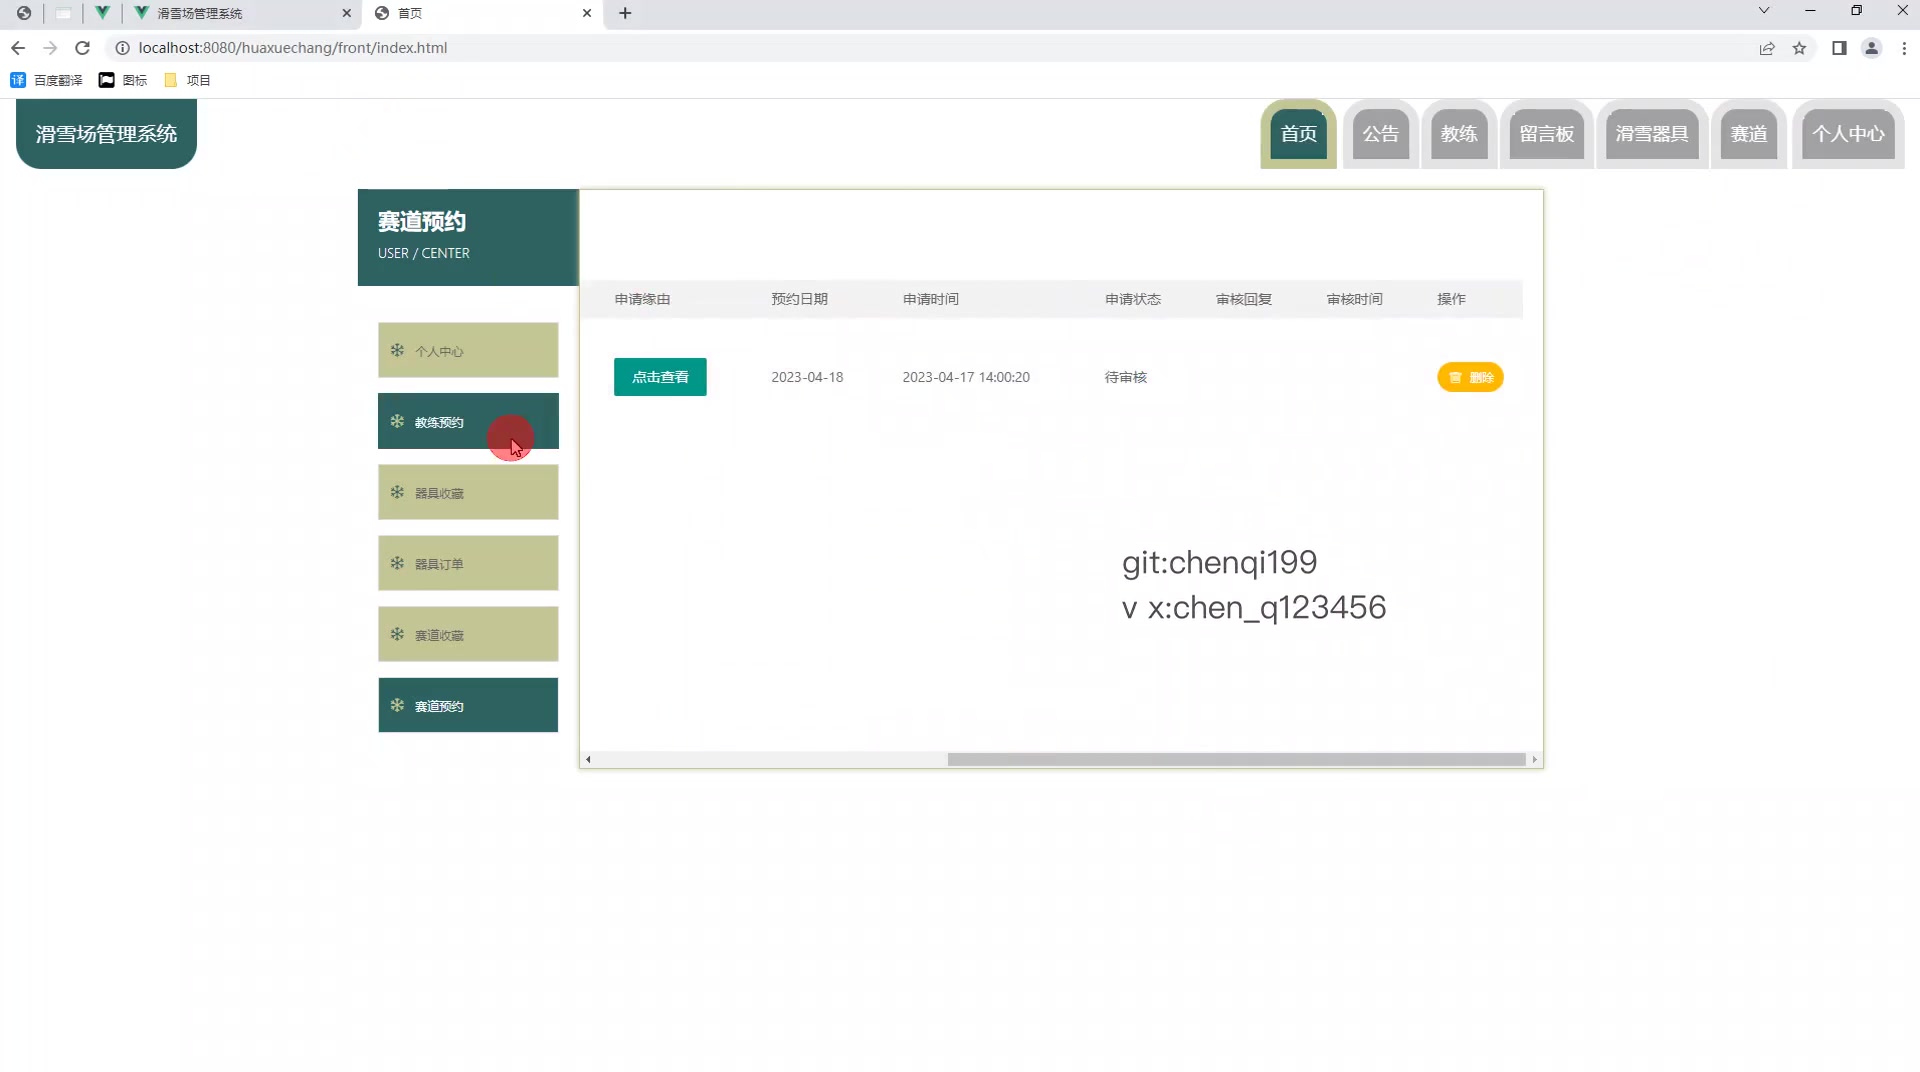 滑雪场管理系统
首页
localhost:8080/huaxuechang/front/index.html
百度翻译
图标
项目
滑雪场管理系统
首页
公告
教练
留言板
滑雪器具
赛道
个人中心
赛道预约
USER / CENTER
个人中心
教练预约
器具收藏
器具订单
赛道收藏
赛道预约
申请缘由 预约日期 申请时间 申请状态 审核回复 审核时间 操作
点击查看 2023-04-18 2023-04-17 14:00:20 待审核 删除
git:chenqi199
v x:chen_q123456